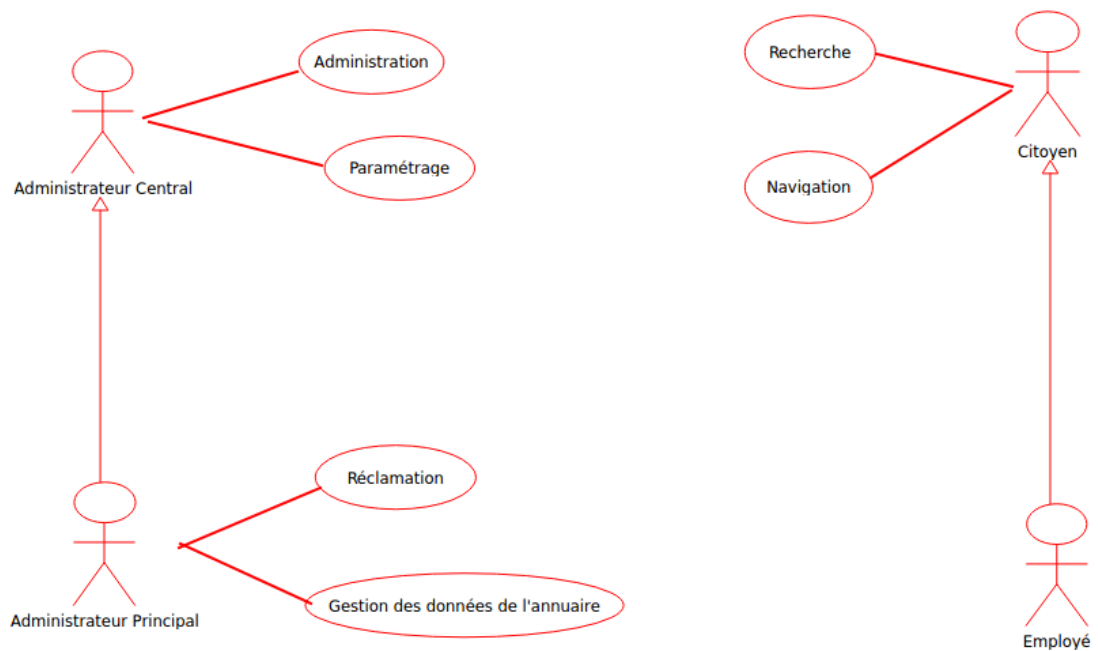 Administration
Recherche
Citoyen
Paramétrage
Administrateur Central
Navigation
Réclamation
Gestion des données de l'annuaire
Administrateur Principal
Employé